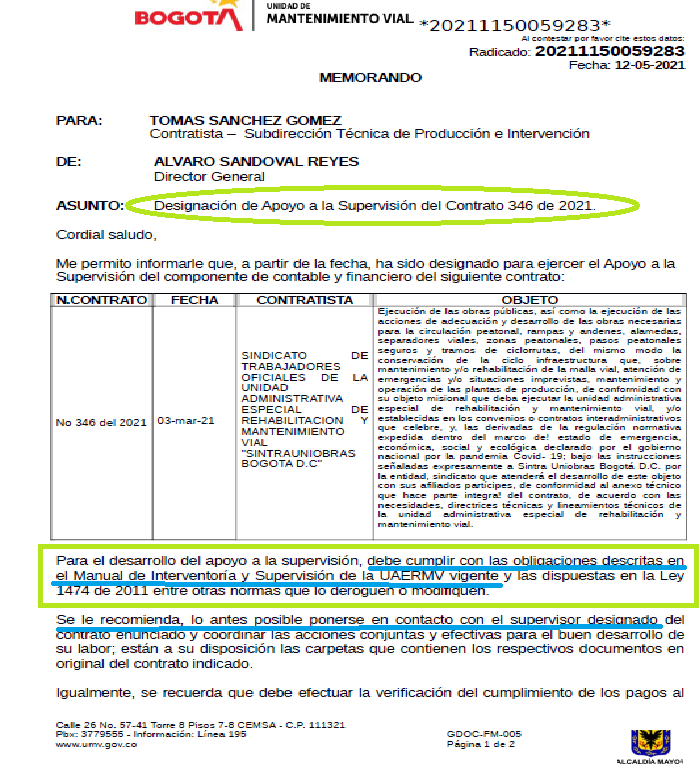 BOGOTÁ
UNIDAD DE
MANTENIMIENTO VIAL
*20211150059283*
Al contestar por favor cite estos datos:
Radicado: 20211150059283
Fecha: 12-05-2021
MEMORANDO
PARA: TOMAS SANCHEZ GOMEZ
Contratista – Subdirección Técnica de Producción e Intervención
DE: ALVARO SANDOVAL REYES
Director General
ASUNTO: Designación de Apoyo a la Supervisión del Contrato 346 de 2021.
Cordial saludo,
Me permito informarle que, a partir de la fecha, ha sido designado para ejercer el Apoyo a la
Supervisión del componente de contable y financiero del siguiente contrato:
N.CONTRATO FECHA CONTRATISTA OBJETO
No 346 del 2021
03-mar-21
SINDICATO DE
TRABAJADORES
OFICIALES DE LA
UNIDAD
ADMINISTRATIVA
ESPECIAL DE
REHABILITACION Y
MANTENIMIENTO
VIAL
"SINTRAUNIOBRAS
BOGOTA D.C"
Ejecución de las obras públicas, así como la ejecución de las
acciones de adecuación y desarrollo de las obras necesarias
para la circulación peatonal, rampas y andenes, alamedas,
separadores viales, zonas peatonales, pasos peatonales
seguros y tramos de ciclorrutas, del mismo modo la
conservación de la ciclo infraestructura que, sobre
mantenimiento y/o rehabilitación de la malla vial, atención de
emergencias y/o situaciones imprevistas, mantenimiento y
operación de las plantas de producción, de conformidad con
su objeto misional que deba ejecutar la unidad administrativa
especial de rehabilitación y mantenimiento vial, y/o
establecidas en los convenios o contratos interadministrativos
que celebre, y, las derivadas de la regulación normativa
expedida dentro del marco del estado de emergencia,
económica, social y ecológica declarado por el gobierno
nacional por la pandemia Covid- 19; bajo las instrucciones
señaladas expresamente a Sintra Uniobras Bogotá D.C. por
la entidad, sindicato que atenderá el desarrollo de este objeto
con sus afiliados participes, de conformidad al anexo técnico
que hace parte integral del contrato, de acuerdo con las
necesidades, directrices técnicas y lineamientos técnicos de
la unidad administrativa especial de rehabilitación y
mantenimiento vial.
Para el desarrollo del apoyo a la supervisión, debe cumplir con las obligaciones descritas en
el Manual de Interventoría y Supervisión de la UAERMV vigente y las dispuestas en la Ley
1474 de 2011 entre otras normas que lo deroguen o modifiquen.
Se le recomienda, lo antes posible ponerse en contacto con el supervisor designado del
contrato enunciado y coordinar las acciones conjuntas y efectivas para el buen desarrollo de
su labor; están a su disposición las carpetas que contienen los respectivos documentos en
original del contrato indicado.
Igualmente, se recuerda que debe efectuar la verificación del cumplimiento de los pagos al
Calle 26 No. 57-41 Torre 8 Pisos 7-8 CEMSA - C.P. 111321
Pbx: 3779555 - Información: Línea 195
www.umv.gov.co
GDOC-FM-005
Página 1 de 2
ALCALDÍA MAYOR